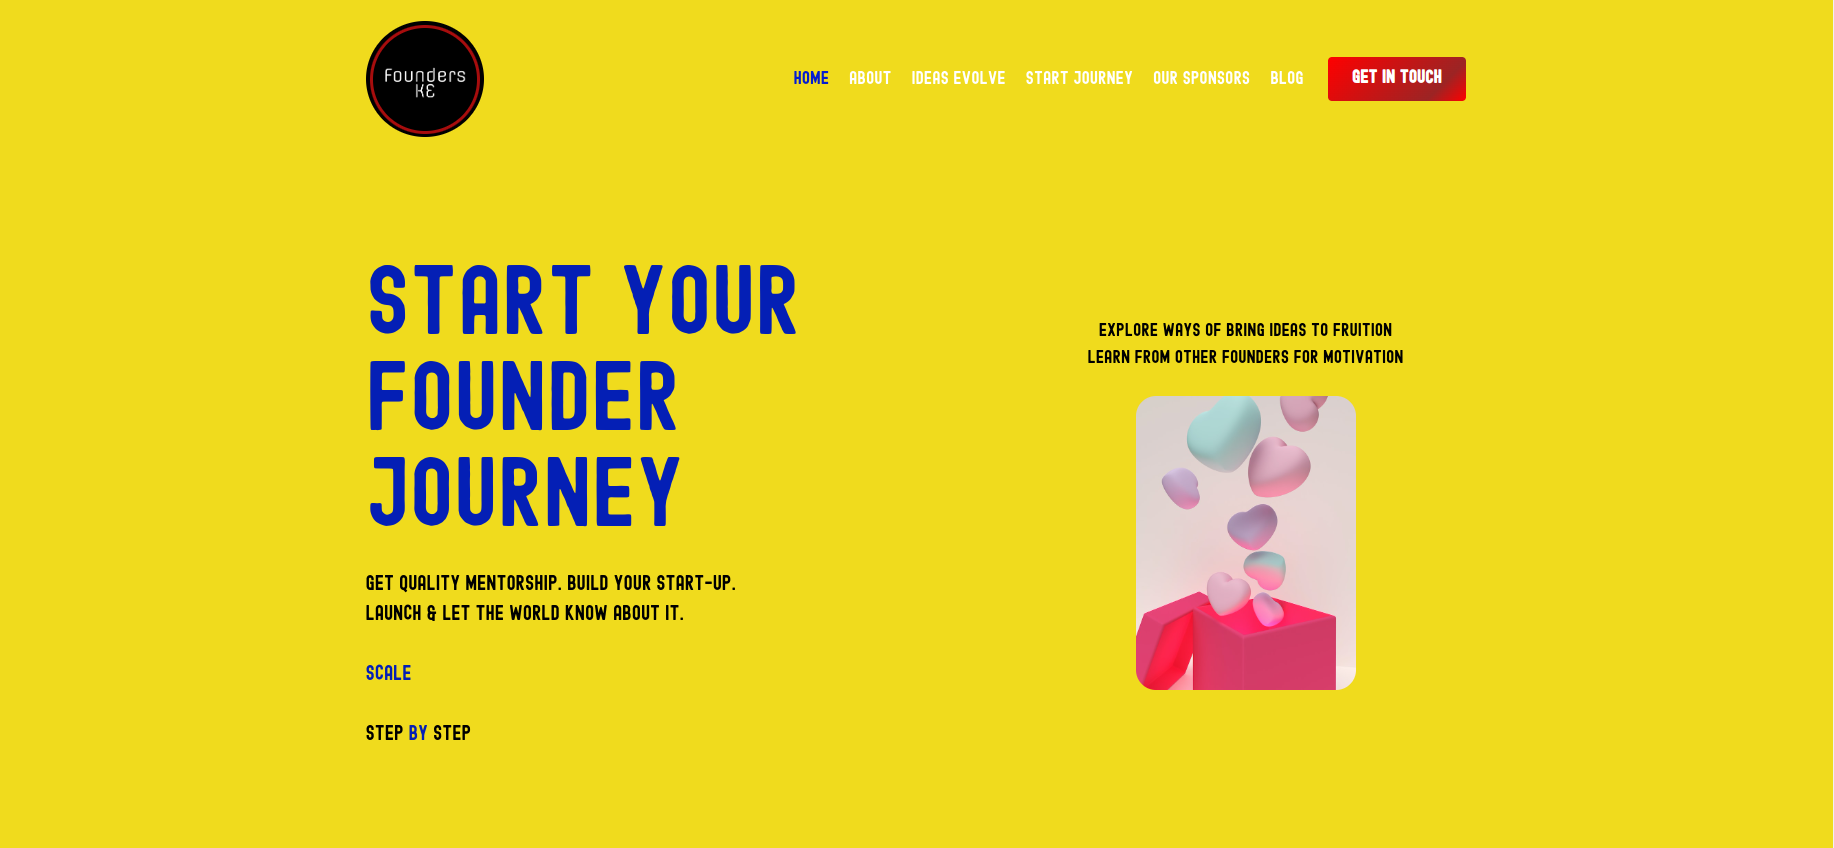 Founders
KE
HOME ABOUT IDEAS EVOLVE START JOURNEY OUR SPONSORS BLOG GET IN TOUCH
START YOUR
FOUNDER
JOURNEY
GET QUALITY MENTORSHIP. BUILD YOUR START-UP.
LAUNCH & LET THE WORLD KNOW ABOUT IT.
SCALE
STEP BY STEP
EXPLORE WAYS OF BRING IDEAS TO FRUITION
LEARN FROM OTHER FOUNDERS FOR MOTIVATION